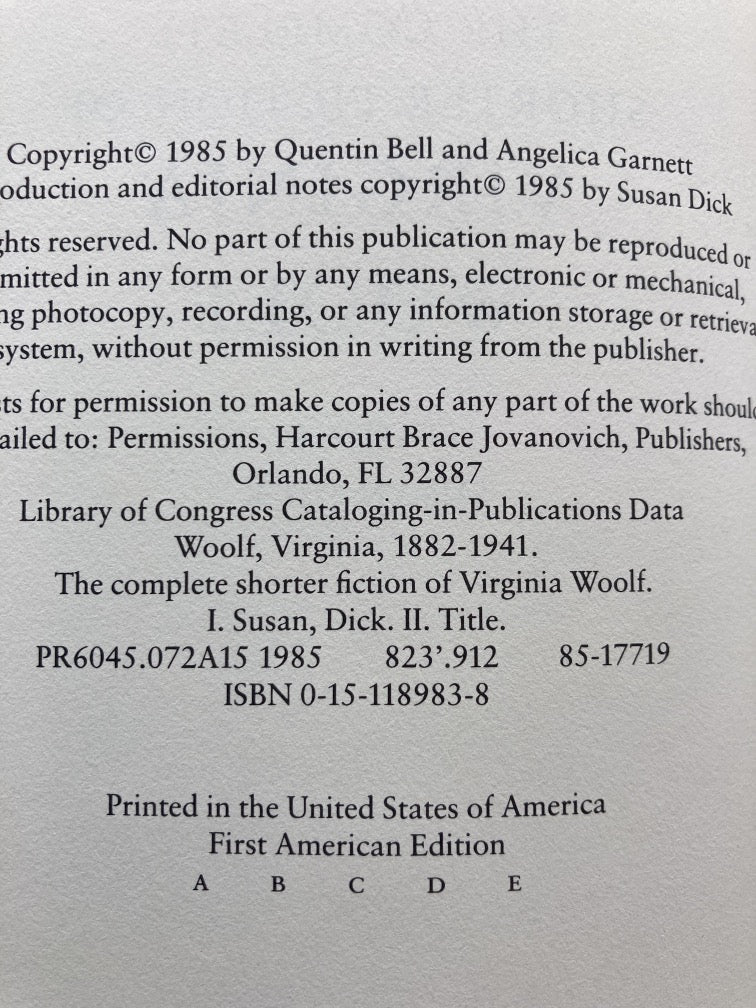 Copyright© 1985 by Quentin Bell and Angelica Garnett
oduction and editorial notes copyright© 1985 by Susan Dick
ghts reserved. No part of this publication may be reproduced or
mitted in any form or by any means, electronic or mechanical,
ng photocopy, recording, or any information storage or retrieva
system, without permission in writing from the publisher.
sts for permission to make copies of any part of the work should
ailed to: Permissions, Harcourt Brace Jovanovich, Publishers,
Orlando, FL 32887
Library of Congress Cataloging-in-Publications Data
Woolf, Virginia, 1882-1941.
The complete shorter fiction of Virginia Woolf.
I. Susan, Dick. II. Title.
PR6045.072A15 1985 823'.912 85-17719
ISBN 0-15-118983-8
Printed in the United States of America
First American Edition
A B C D E